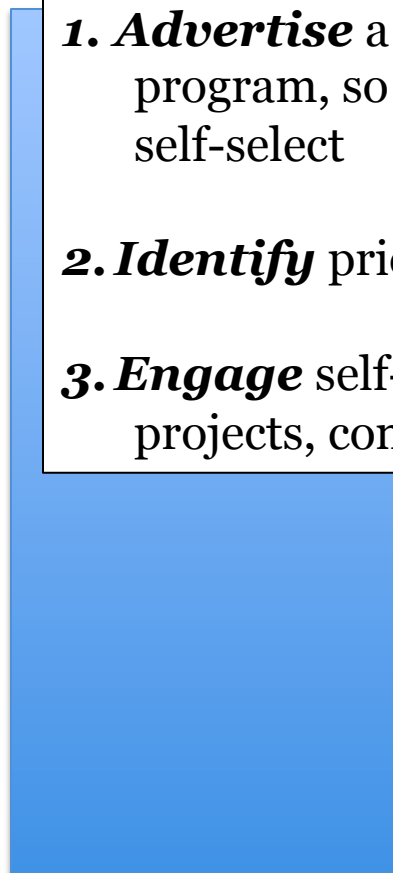 1. Advertise a
program, so
self-select
2. Identify pri
3. Engage self-
projects, con